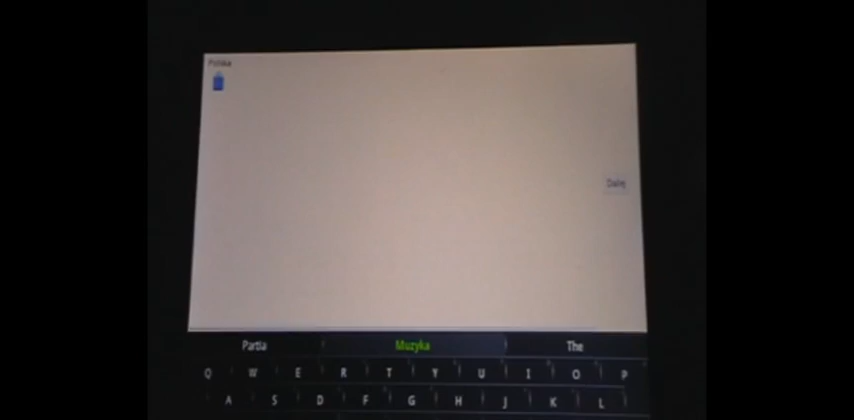 Polska
Dalej
Partia Muzyka The
Q W E R T Y U I O P
A S D F G H J K L